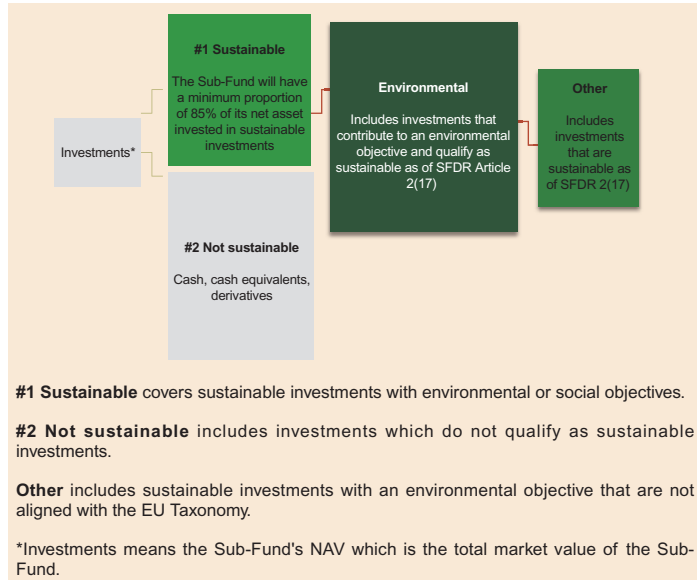 #1 Sustainable
The Sub-Fund will have
a minimum proportion
of 85% of its net asset
invested in sustainable
investments
Environmental
Includes investments that
contribute to an environmental
objective and qualify as
sustainable as of SFDR Article
2(17)
Other
Includes
investments
that are
sustainable as
of SFDR 2(17)
Investments*
#2 Not sustainable
Cash, cash equivalents,
derivatives
#1 Sustainable covers sustainable investments with environmental or social objectives.
#2 Not sustainable includes investments which do not qualify as sustainable
investments.
Other includes sustainable investments with an environmental objective that are not
aligned with the EU Taxonomy.
*Investments means the Sub-Fund's NAV which is the total market value of the Sub-
Fund.